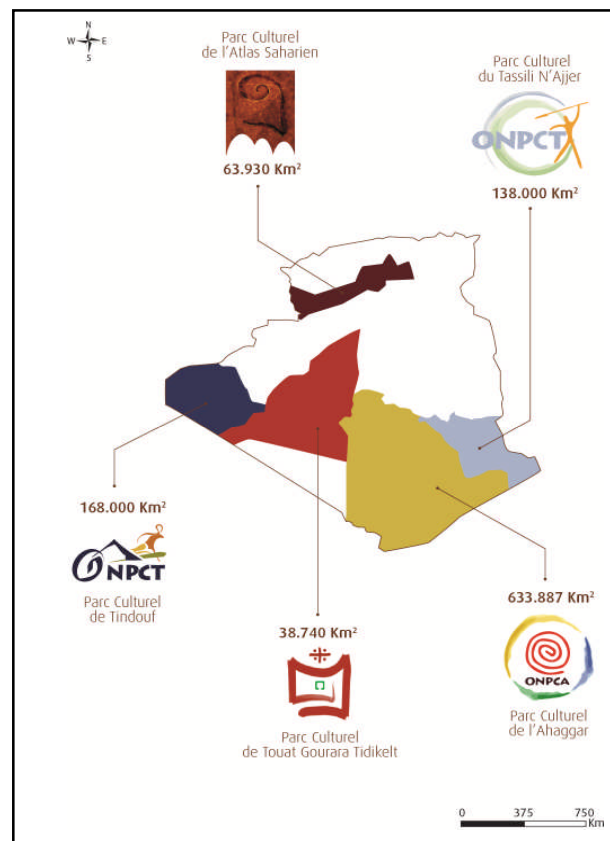 N
W E
S
Parc Culturel
de l'Atlas Saharien
63.930 Km²
Parc Culturel
du Tassili N'Ajjer
ONPCT
138.000 Km²
168.000 Km²
ONPCT
Parc Culturel
de Tindouf
38.740 Km²
Parc Culturel
de Touat Gourara Tidikelt
633.887 Km²
ONPCA
Parc Culturel
de l'Ahaggar
0 375 750
Km